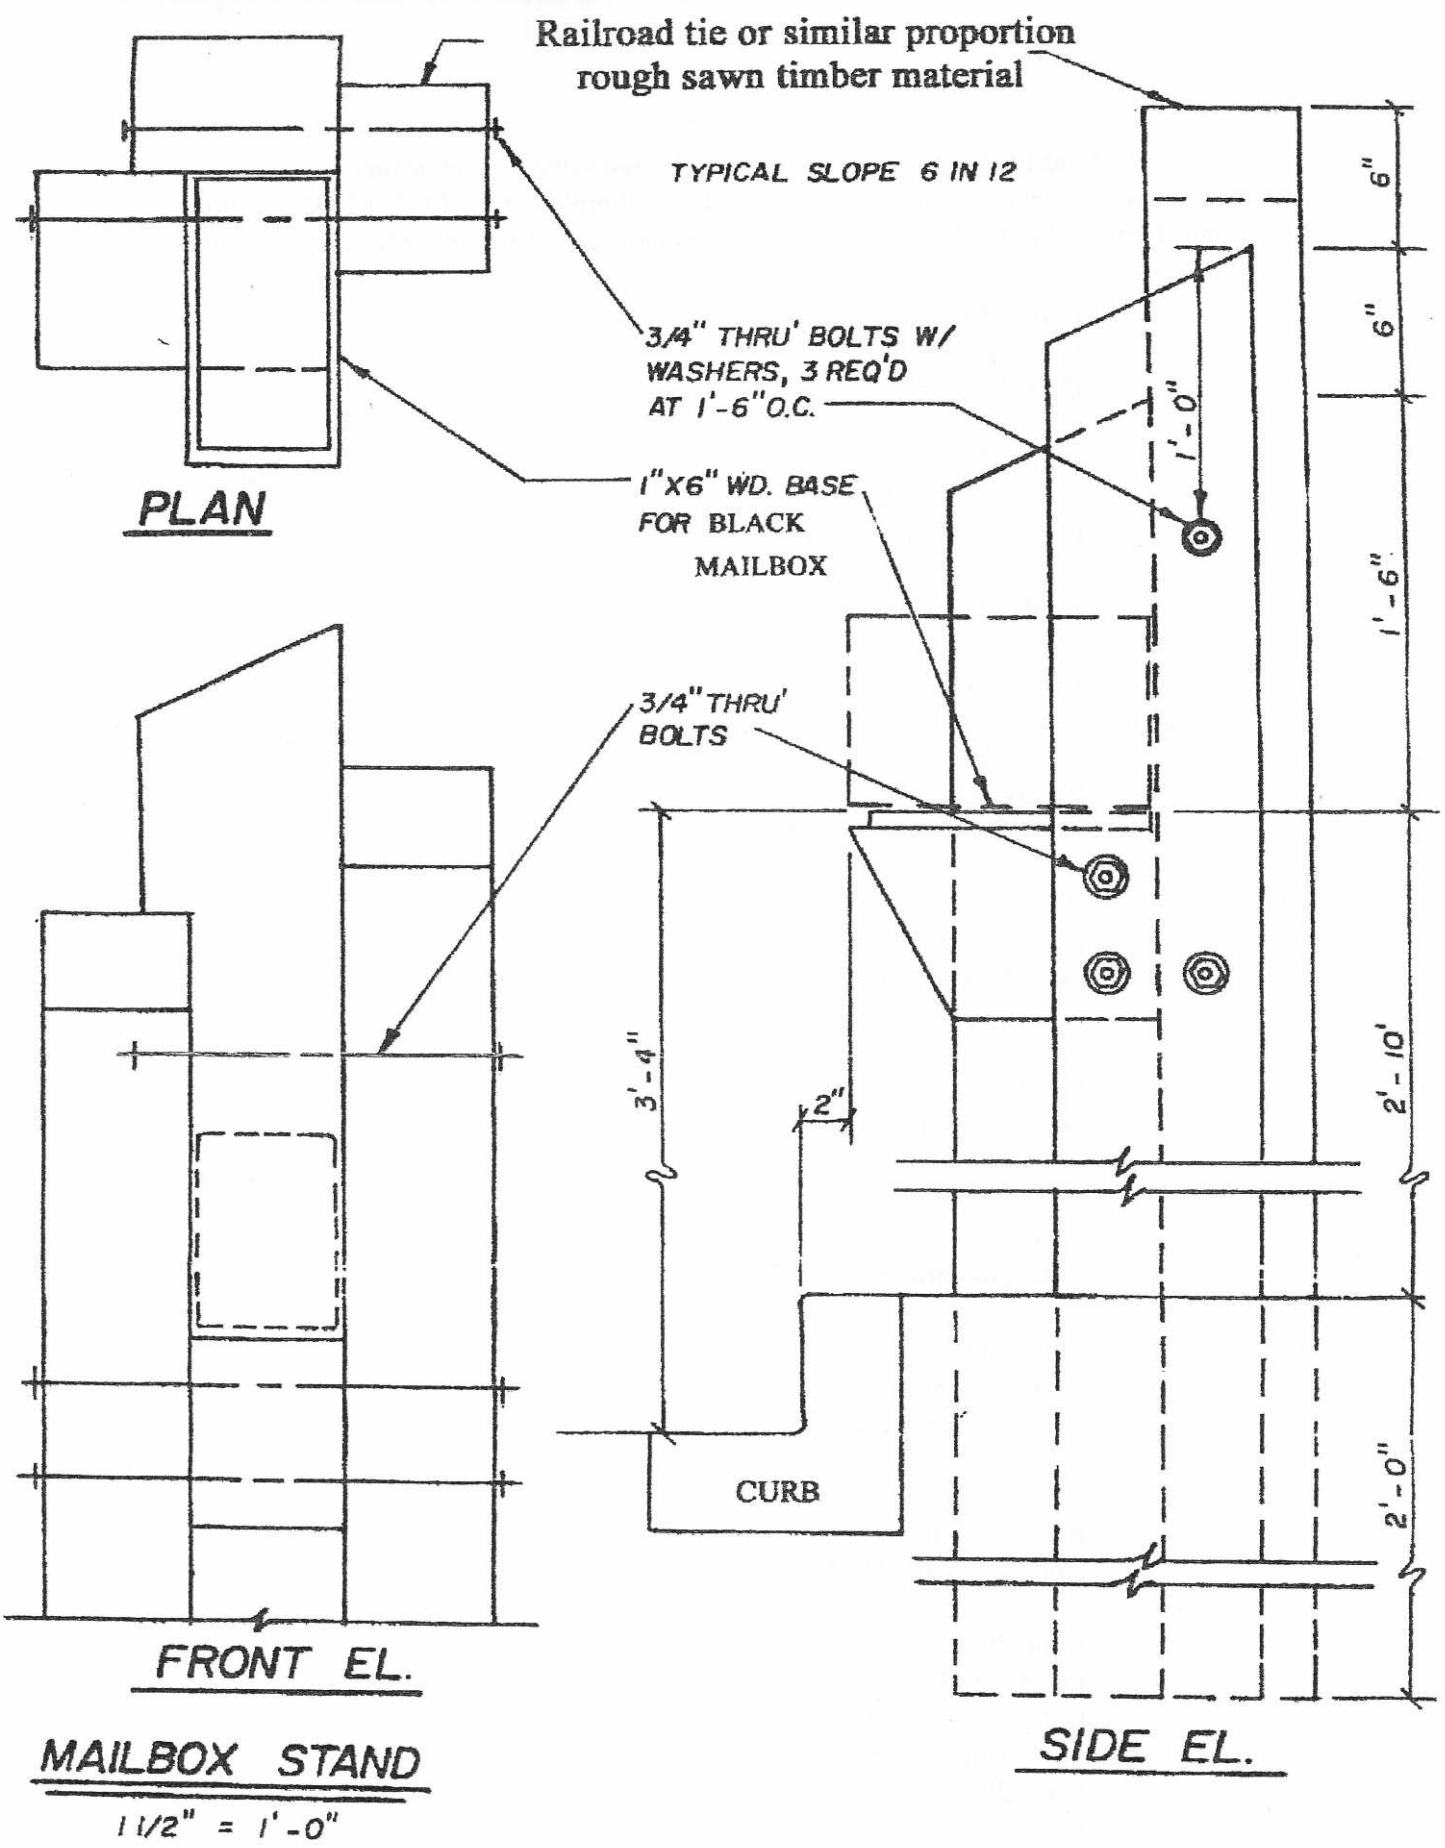 Railroad tie or similar proportion
rough sawn timber material
TYPICAL SLOPE 6 IN 12
3/4" THRU' BOLTS W/
WASHERS, 3 REQ'D
AT 1'-6" O.C.
1"X6" WD. BASE
FOR BLACK
MAILBOX
PLAN
3/4" THRU'
BOLTS
6"
6"
1'-0"
1'-6"
3'-4"
2"
2'-10'
CURB
2'-0"
FRONT EL.
SIDE EL.
MAILBOX STAND
1 1/2" = 1'-0"